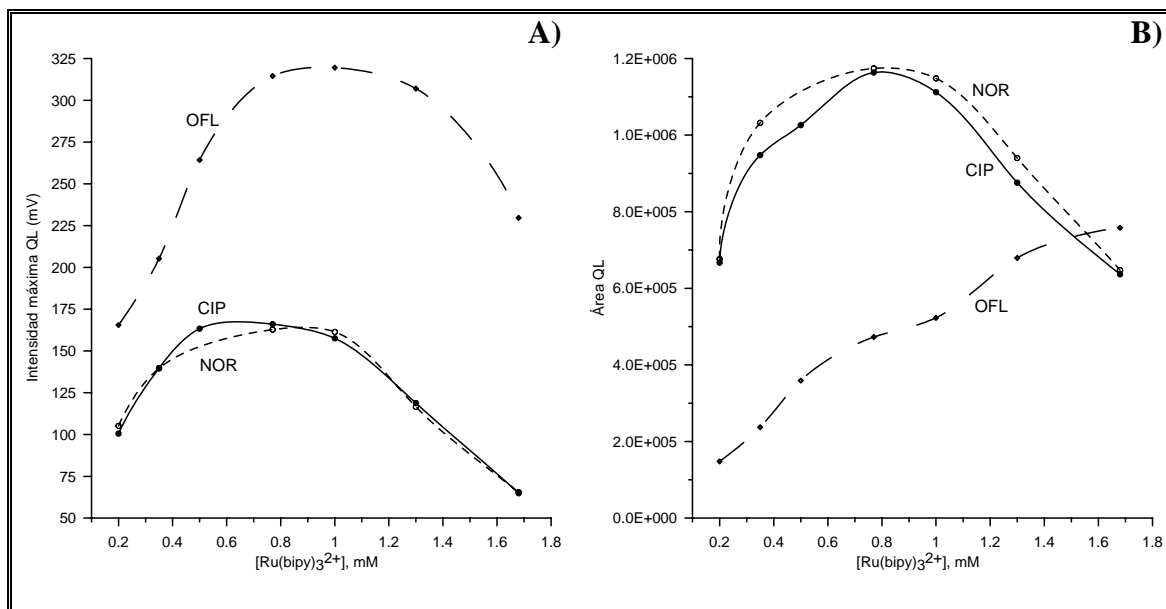 A)
325
300
275
250
225
200
175
150
125
100
75
50
Intensidad máxima QL (mV)
OFL
CIP
NOR
0.2 0.4 0.6 0.8 1 1.2 1.4 1.6 1.8
[Ru(bipy)3²⁺], mM
B)
1.2E+006
1.0E+006
8.0E+005
6.0E+005
4.0E+005
2.0E+005
0.0E+000
Área QL
NOR
CIP
OFL
0.2 0.4 0.6 0.8 1 1.2 1.4 1.6 1.8
[Ru(bipy)3²⁺], mM